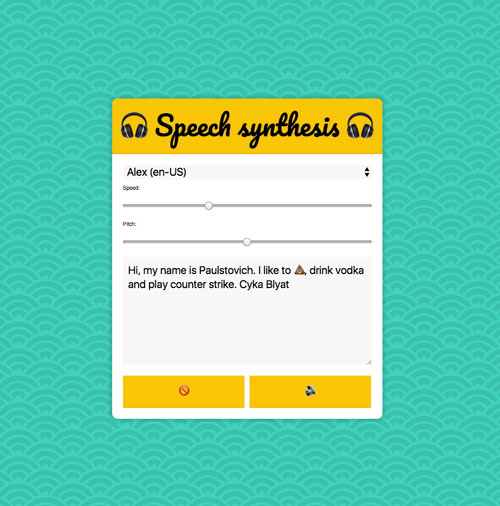 Speech synthesis
Alex (en-US)
Speed:
Pitch:
Hi, my name is Paulstovich. I like to 💩, drink vodka
and play counter strike. Cyka Blyat